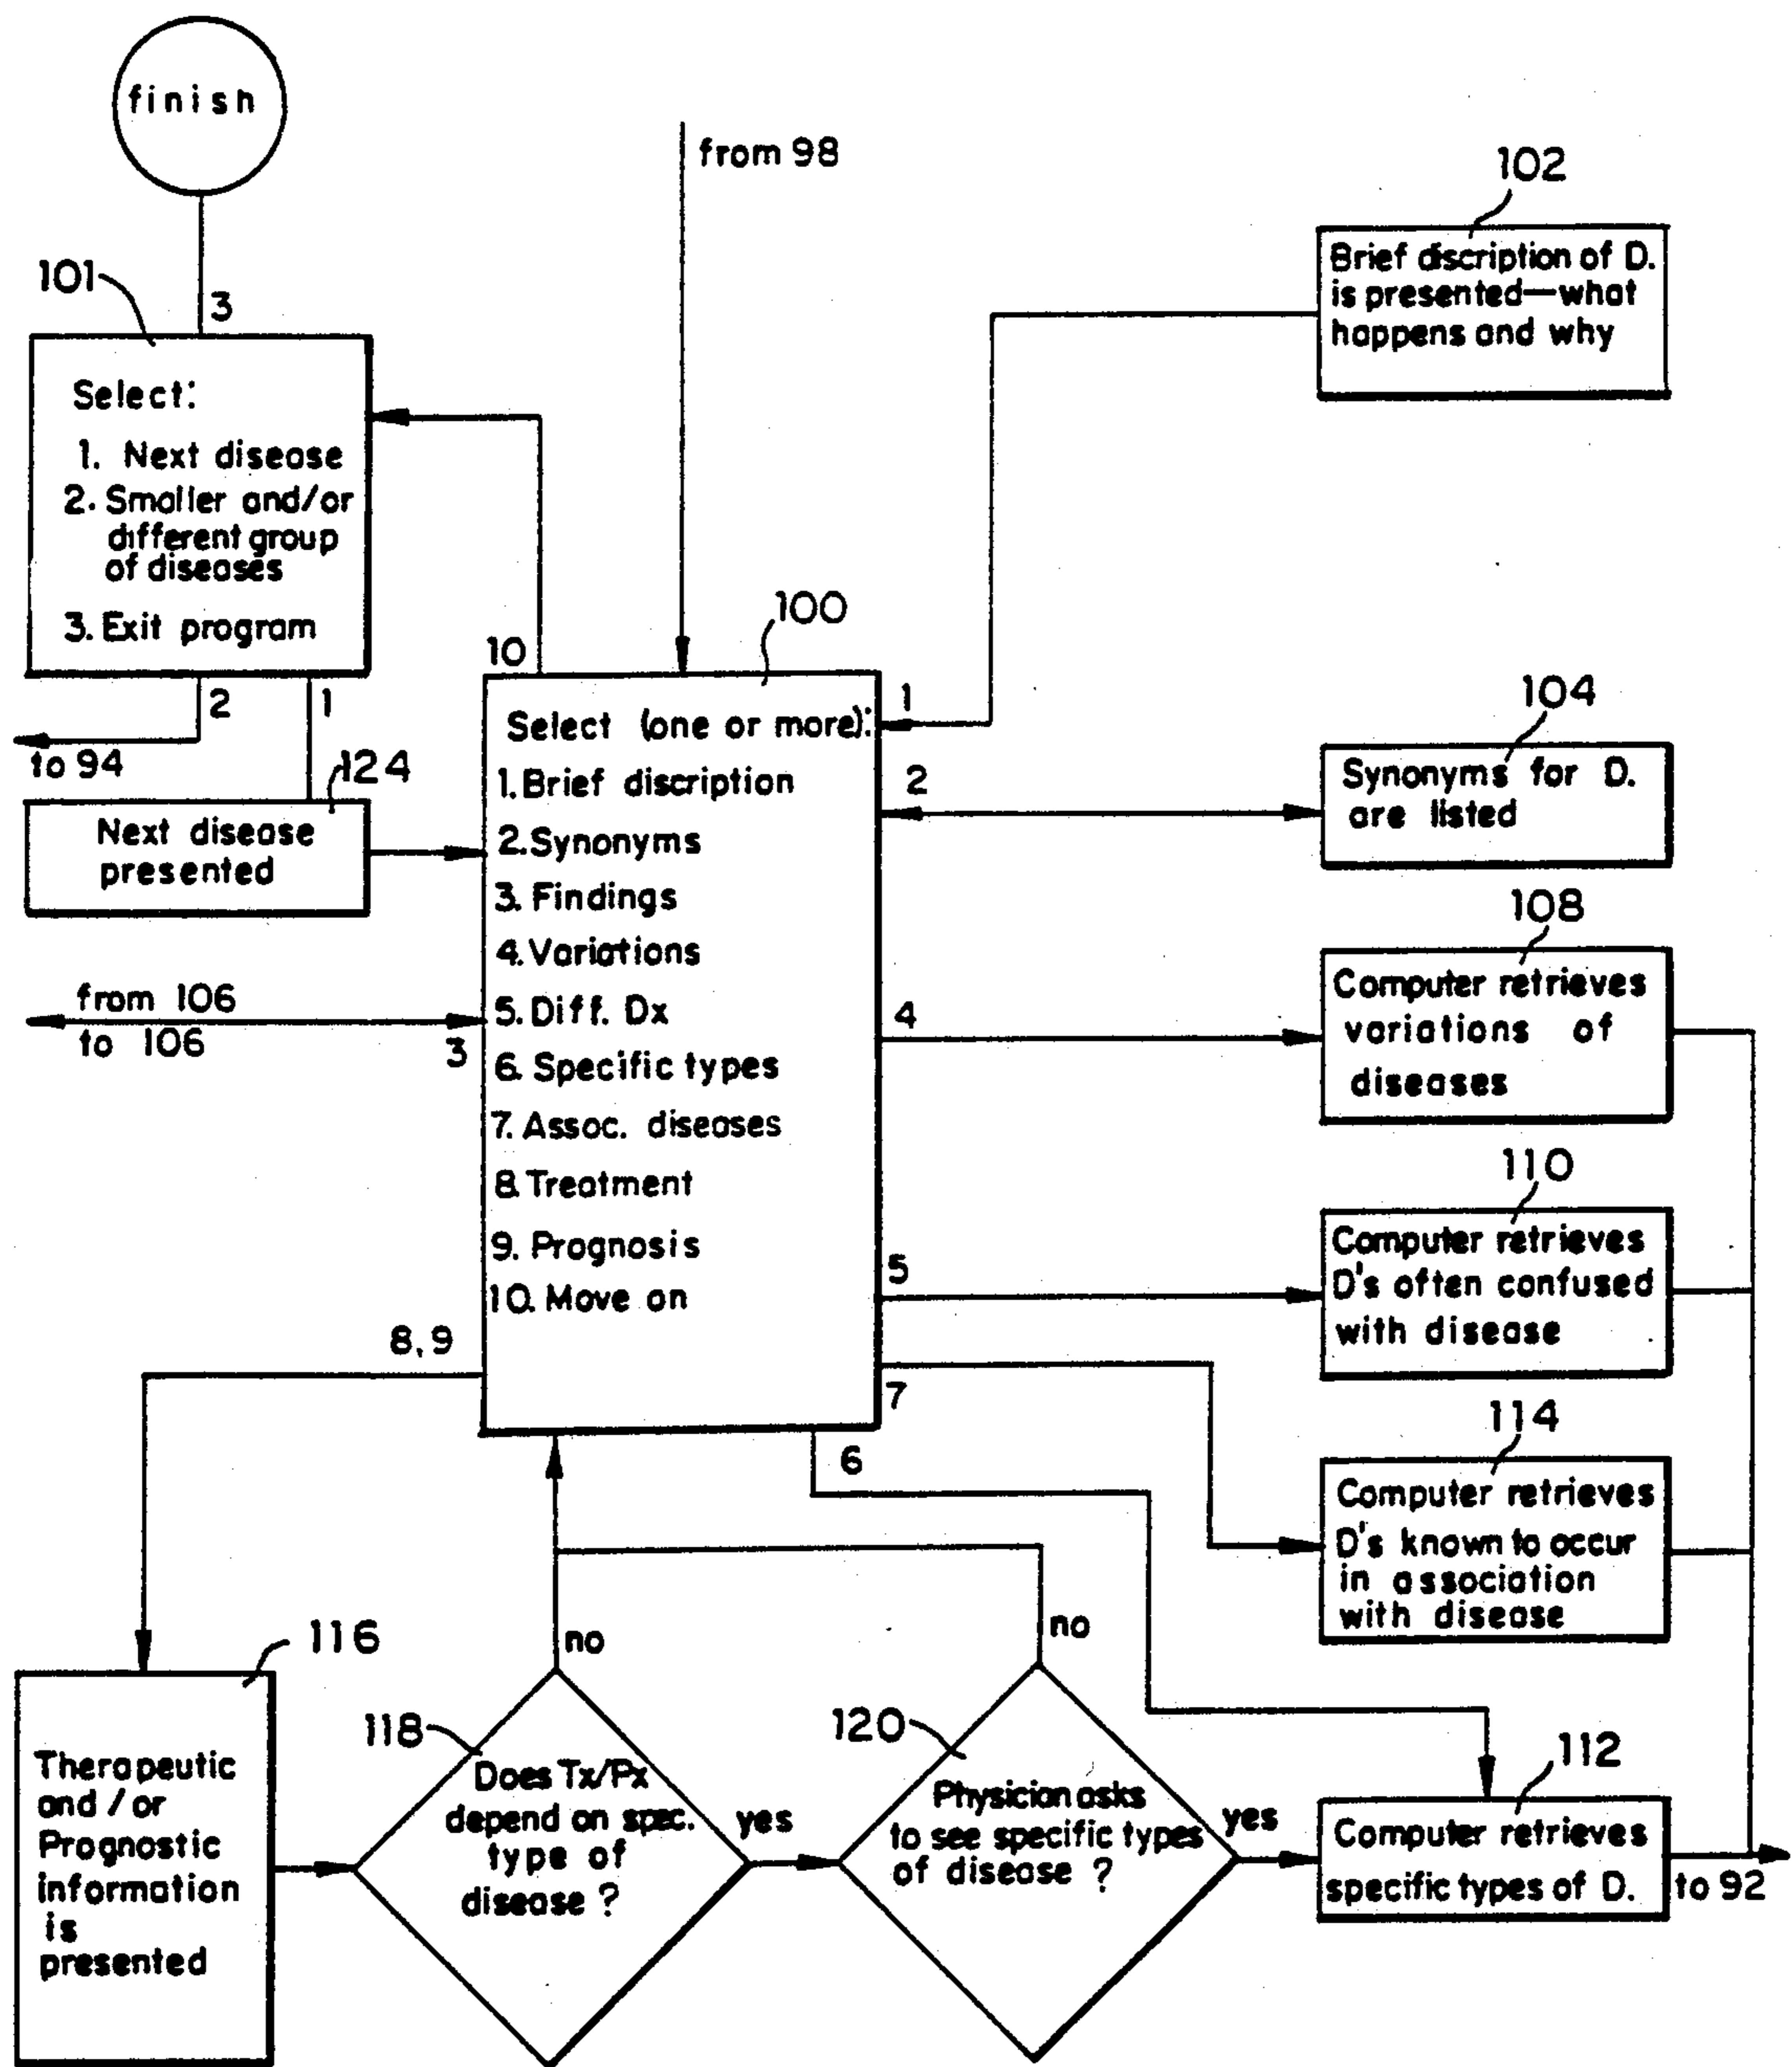 finish
from 98
3
101
Select:
1. Next disease
2. Smaller and/or
different group
of diseases
3. Exit program
2
1
to 94
124
Next disease
presented
from 106
to 106
3
10
100
Select (one or more):
1. Brief discription
2. Synonyms
3. Findings
4. Variations
5. Diff. Dx
6. Specific types
7. Assoc. diseases
8. Treatment
9. Prognosis
10. Move on
1
2
4
5
7
6
8, 9
102
Brief discription of D.
is presented—what
happens and why
104
Synonyms for D.
are listed
108
Computer retrieves
variations of
diseases
110
Computer retrieves
D's often confused
with disease
114
Computer retrieves
D's known to occur
in association
with disease
116
Therapeutic
and / or
Prognostic
information
is
presented
118
Does Tx/Px
depend on spec.
type of
disease ?
no
yes
120
Physician asks
to see specific types
of disease ?
no
yes
112
Computer retrieves
specific types of D.
to 92